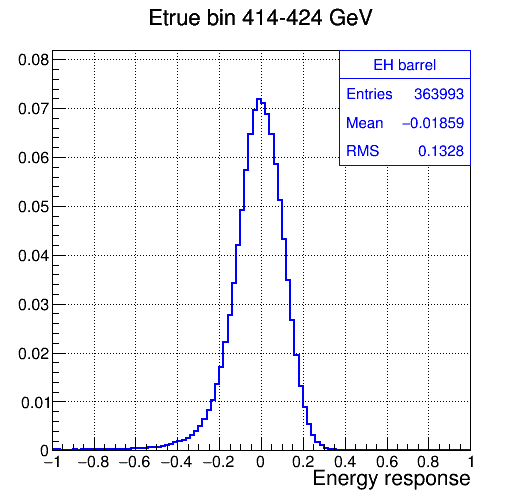 Etrue bin 414-424 GeV
EH barrel
Entries 363993
Mean −0.01859
RMS 0.1328
0.08
0.07
0.06
0.05
0.04
0.03
0.02
0.01
0
−1 −0.8 −0.6 −0.4 −0.2 0 0.2 0.4 0.6 0.8 1
Energy response